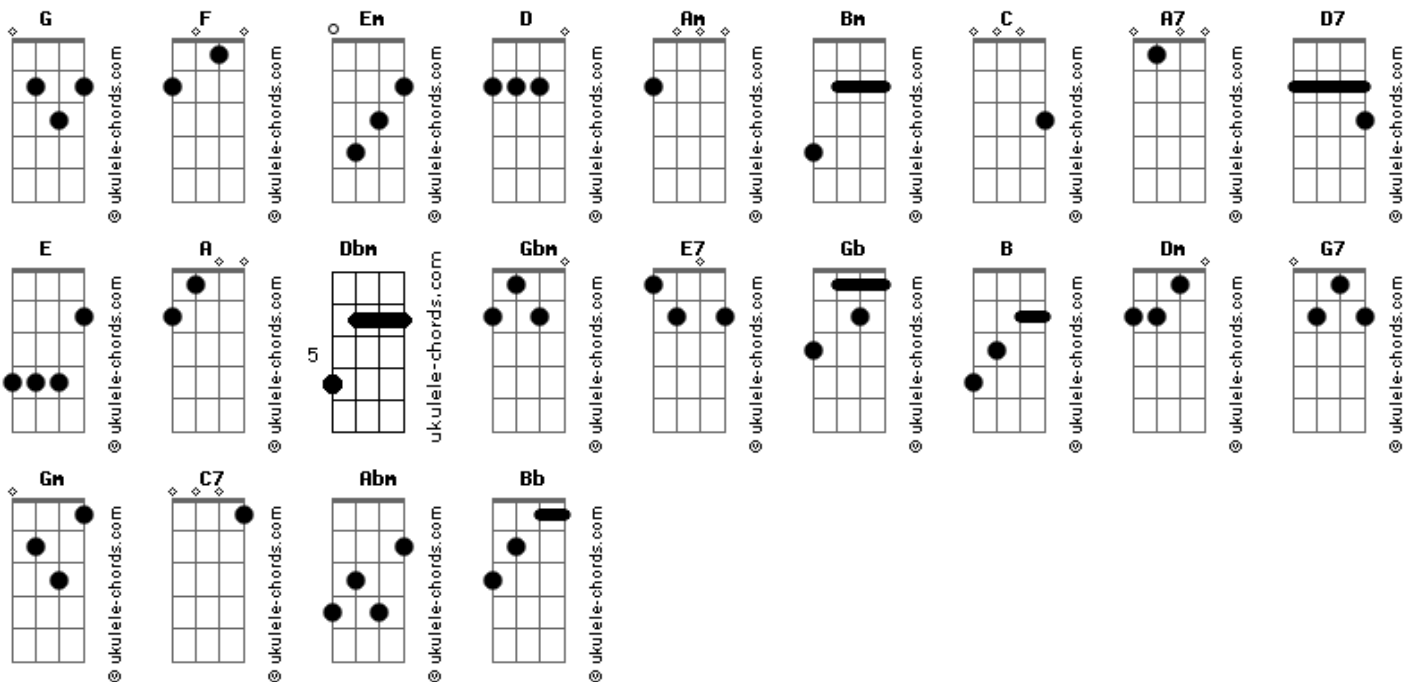 G F Em D Am Bm C A7 D7
© ukulele-chords.com © ukulele-chords.com © ukulele-chords.com © ukulele-chords.com © ukulele-chords.com © ukulele-chords.com © ukulele-chords.com © ukulele-chords.com © ukulele-chords.com
E A Dbm Gbm E7 Gb B Dm G7
5
© ukulele-chords.com © ukulele-chords.com ukulele-chords.com © ukulele-chords.com © ukulele-chords.com © ukulele-chords.com © ukulele-chords.com © ukulele-chords.com © ukulele-chords.com
Gm C7 Abm Bb
© ukulele-chords.com © ukulele-chords.com © ukulele-chords.com © ukulele-chords.com